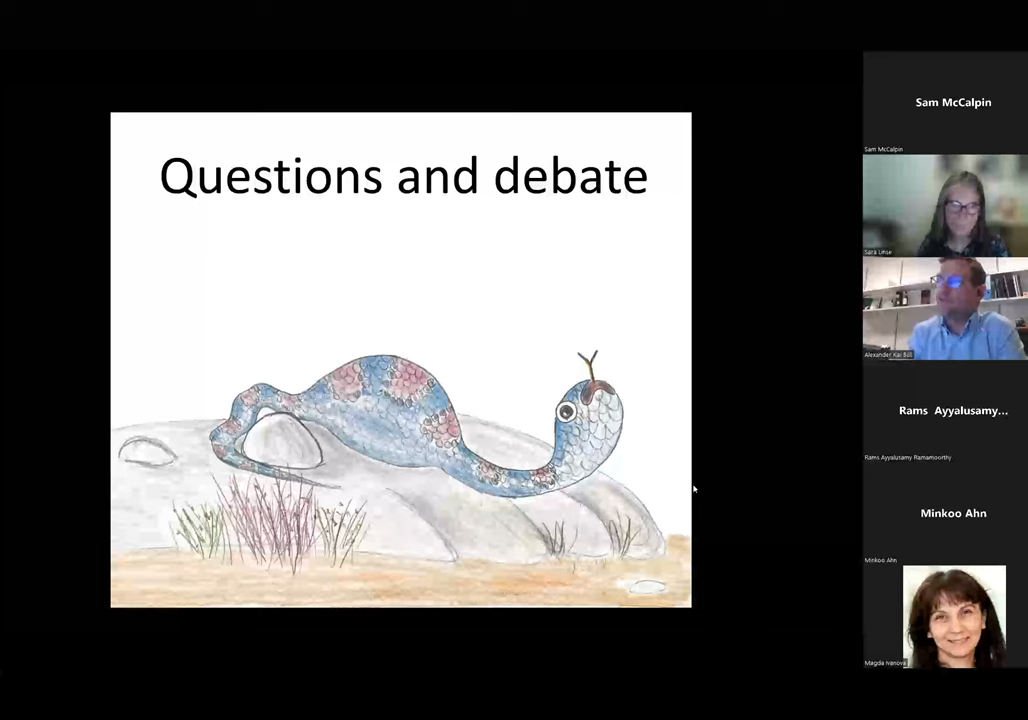 Questions and debate
Sam McCalpin
Sam McCalpin
Sara Linse
Alexander Kai Büll
Rams Ayyalusamy...
Rams Ayyalusamy Ramamoorthy
Minkoo Ahn
Minkoo Ahn
Magda Ivanova